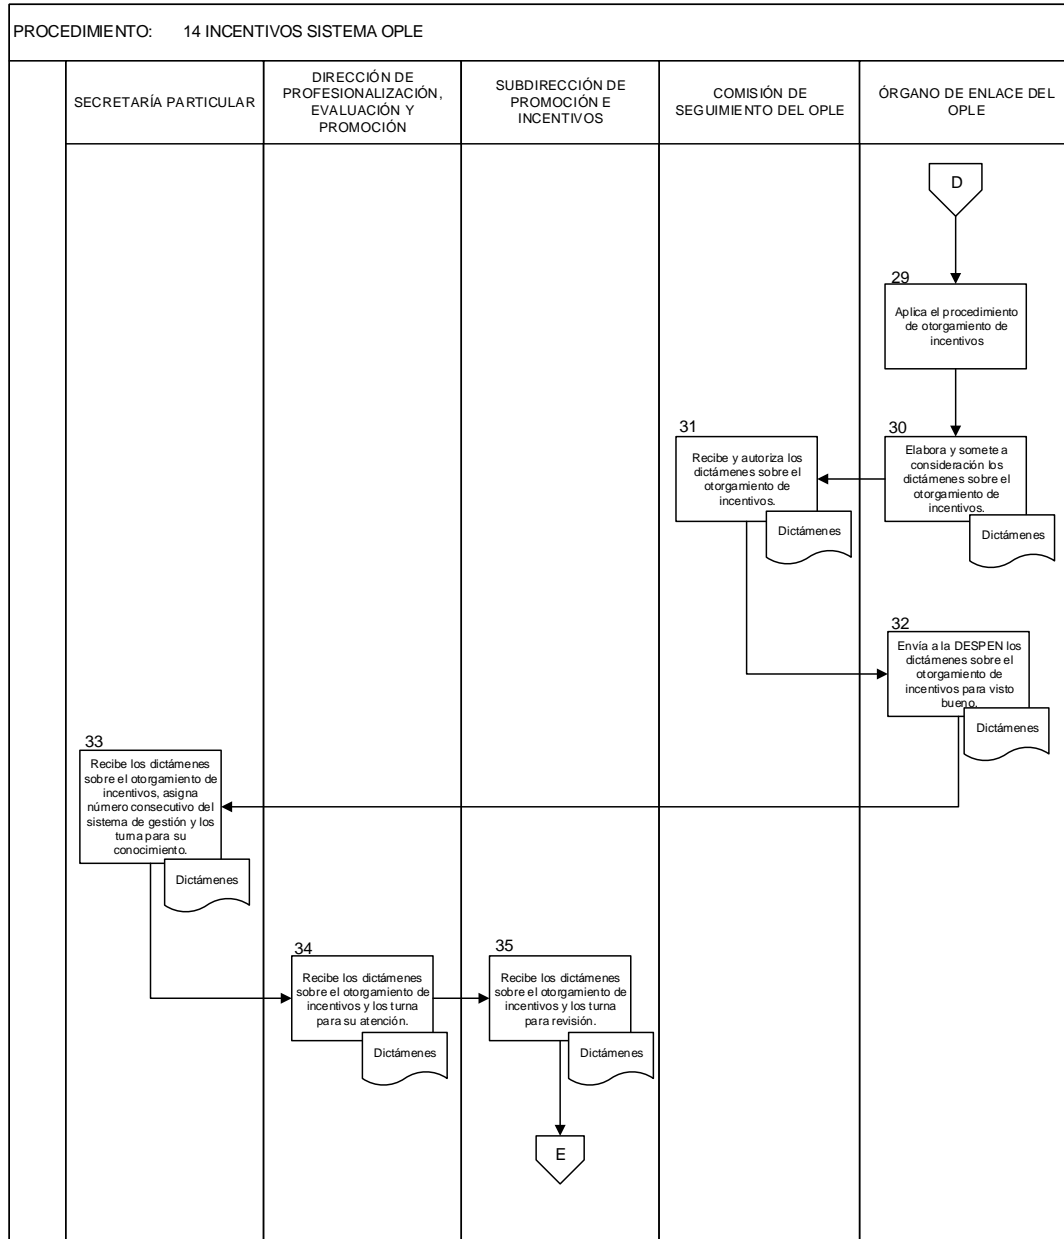 PROCEDIMIENTO: 14 INCENTIVOS SISTEMA OPLE
SECRETARÍA PARTICULAR
DIRECCIÓN DE
PROFESIONALIZACIÓN,
EVALUACIÓN Y
PROMOCIÓN
SUBDIRECCIÓN DE
PROMOCIÓN E
INCENTIVOS
COMISIÓN DE
SEGUIMIENTO DEL OPLE
ÓRGANO DE ENLACE DEL
OPLE
D
29
Aplica el procedimiento
de otorgamiento de
incentivos
30
Elabora y somete a
consideración los
dictámenes sobre el
otorgamiento de
incentivos.
Dictámenes
31
Recibe y autoriza los
dictámenes sobre el
otorgamiento de
incentivos.
Dictámenes
32
Envía a la DESPEN los
dictámenes sobre el
otorgamiento de
incentivos para visto
bueno.
Dictámenes
33
Recibe los dictámenes
sobre el otorgamiento de
incentivos, asigna
número consecutivo del
sistema de gestión y los
turna para su
conocimiento.
Dictámenes
34
Recibe los dictámenes
sobre el otorgamiento de
incentivos y los turna
para su atención.
Dictámenes
35
Recibe los dictámenes
sobre el otorgamiento de
incentivos y los turna
para revisión.
Dictámenes
E